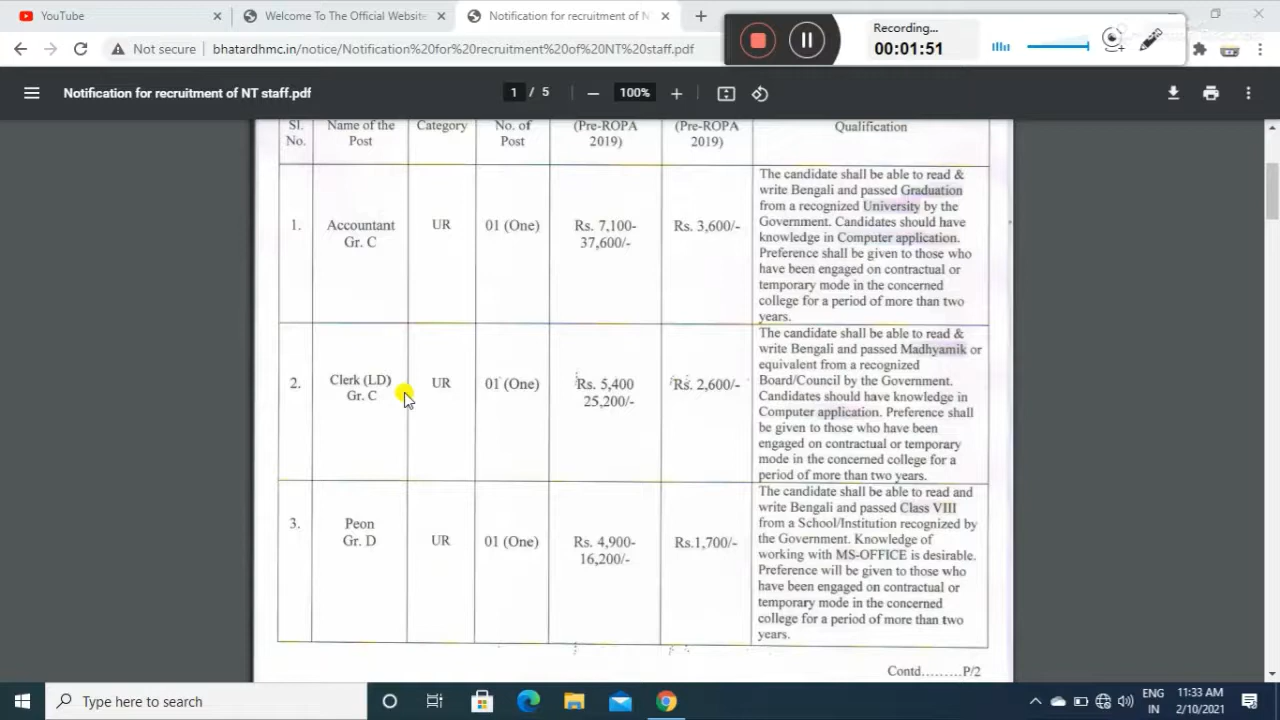 YouTube
Welcome To The Official Website
Notification for recruitment of N
Not secure
bhatardhmc.in/notice/Notification%20for%20recruitment%20of%20NT%20staff.pdf
Recording...
00:01:51
Notification for recruitment of NT staff.pdf
1 / 5
100%
Sl. No.
Name of the Post
Category
No. of Post
(Pre-ROPA 2019)
(Pre-ROPA 2019)
Qualification
1.
Accountant
Gr. C
UR
01 (One)
Rs. 7,100-
37,600/-
Rs. 3,600/-
The candidate shall be able to read &
write Bengali and passed Graduation
from a recognized University by the
Government. Candidates should have
knowledge in Computer application.
Preference shall be given to those who
have been engaged on contractual or
temporary mode in the concerned
college for a period of more than two
years.
2.
Clerk (LD)
Gr. C
UR
01 (One)
Rs. 5,400
25,200/-
Rs. 2,600/-
The candidate shall be able to read &
write Bengali and passed Madhyamik or
equivalent from a recognized
Board/Council by the Government.
Candidates should have knowledge in
Computer application. Preference shall
be given to those who have been
engaged on contractual or temporary
mode in the concerned college for a
period of more than two years.
3.
Peon
Gr. D
UR
01 (One)
Rs. 4,900-
16,200/-
Rs.1,700/-
The candidate shall be able to read and
write Bengali and passed Class VIII
from a School/Institution recognized by
the Government. Knowledge of
working with MS-OFFICE is desirable.
Preference will be given to those who
have been engaged on contractual or
temporary mode in the concerned
college for a period of more than two
years.
Contd.........P/2
Type here to search
ENG
IN
11:33 AM
2/10/2021